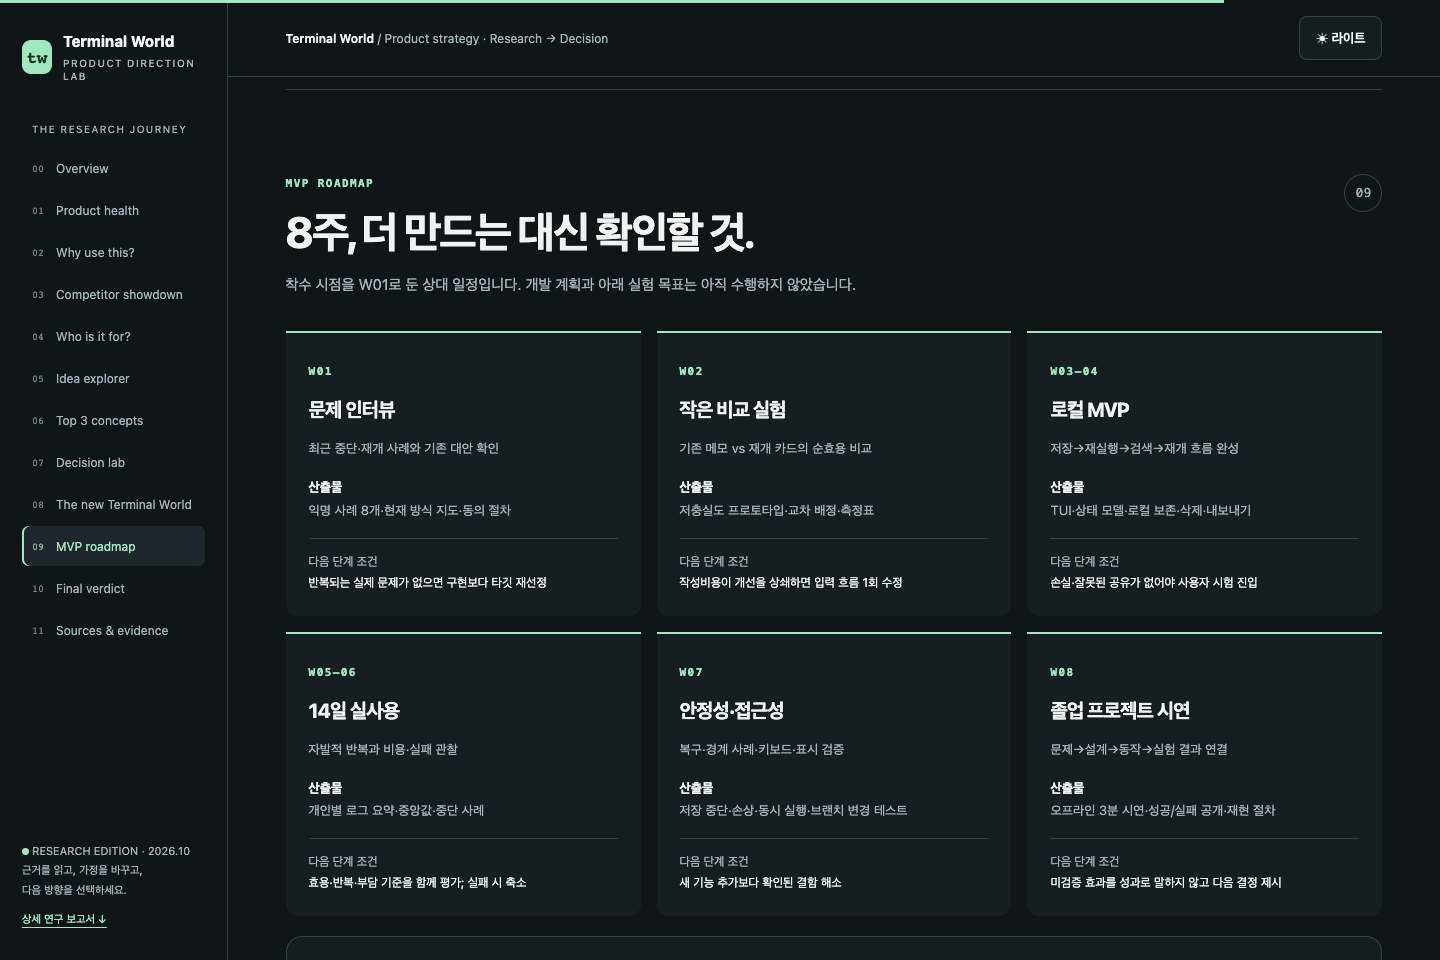 tw
Terminal World
PRODUCT DIRECTION
LAB
THE RESEARCH JOURNEY
00 Overview
01 Product health
02 Why use this?
03 Competitor showdown
04 Who is it for?
05 Idea explorer
06 Top 3 concepts
07 Decision lab
08 The new Terminal World
09 MVP roadmap
10 Final verdict
11 Sources & evidence
RESEARCH EDITION · 2026.10
근거를 읽고, 가정을 바꾸고,
다음 방향을 선택하세요.
상세 연구 보고서 ↓
Terminal World / Product strategy · Research → Decision
☀ 라이트
MVP ROADMAP
09
8주, 더 만드는 대신 확인할 것.
착수 시점을 W01로 둔 상대 일정입니다. 개발 계획과 아래 실험 목표는 아직 수행하지 않았습니다.
W01
문제 인터뷰
최근 중단·재개 사례와 기존 대안 확인
산출물
익명 사례 8개·현재 방식 지도·동의 절차
다음 단계 조건
반복되는 실제 문제가 없으면 구현보다 타깃 재선정
W02
작은 비교 실험
기존 메모 vs 재개 카드의 순효용 비교
산출물
저충실도 프로토타입·교차 배정·측정표
다음 단계 조건
작성비용이 개선을 상쇄하면 입력 흐름 1회 수정
W03–04
로컬 MVP
저장→재실행→검색→재개 흐름 완성
산출물
TUI·상태 모델·로컬 보존·삭제·내보내기
다음 단계 조건
손실·잘못된 공유가 없어야 사용자 시험 진입
W05–06
14일 실사용
자발적 반복과 비용·실패 관찰
산출물
개인별 로그 요약·중앙값·중단 사례
다음 단계 조건
효용·반복·부담 기준을 함께 평가; 실패 시 축소
W07
안정성·접근성
복구·경계 사례·키보드·표시 검증
산출물
저장 중단·손상·동시 실행·브랜치 변경 테스트
다음 단계 조건
새 기능 추가보다 확인된 결함 해소
W08
졸업 프로젝트 시연
문제→설계→동작→실험 결과 연결
산출물
오프라인 3분 시연·성공/실패 공개·재현 절차
다음 단계 조건
미검증 효과를 성과로 말하지 않고 다음 결정 제시